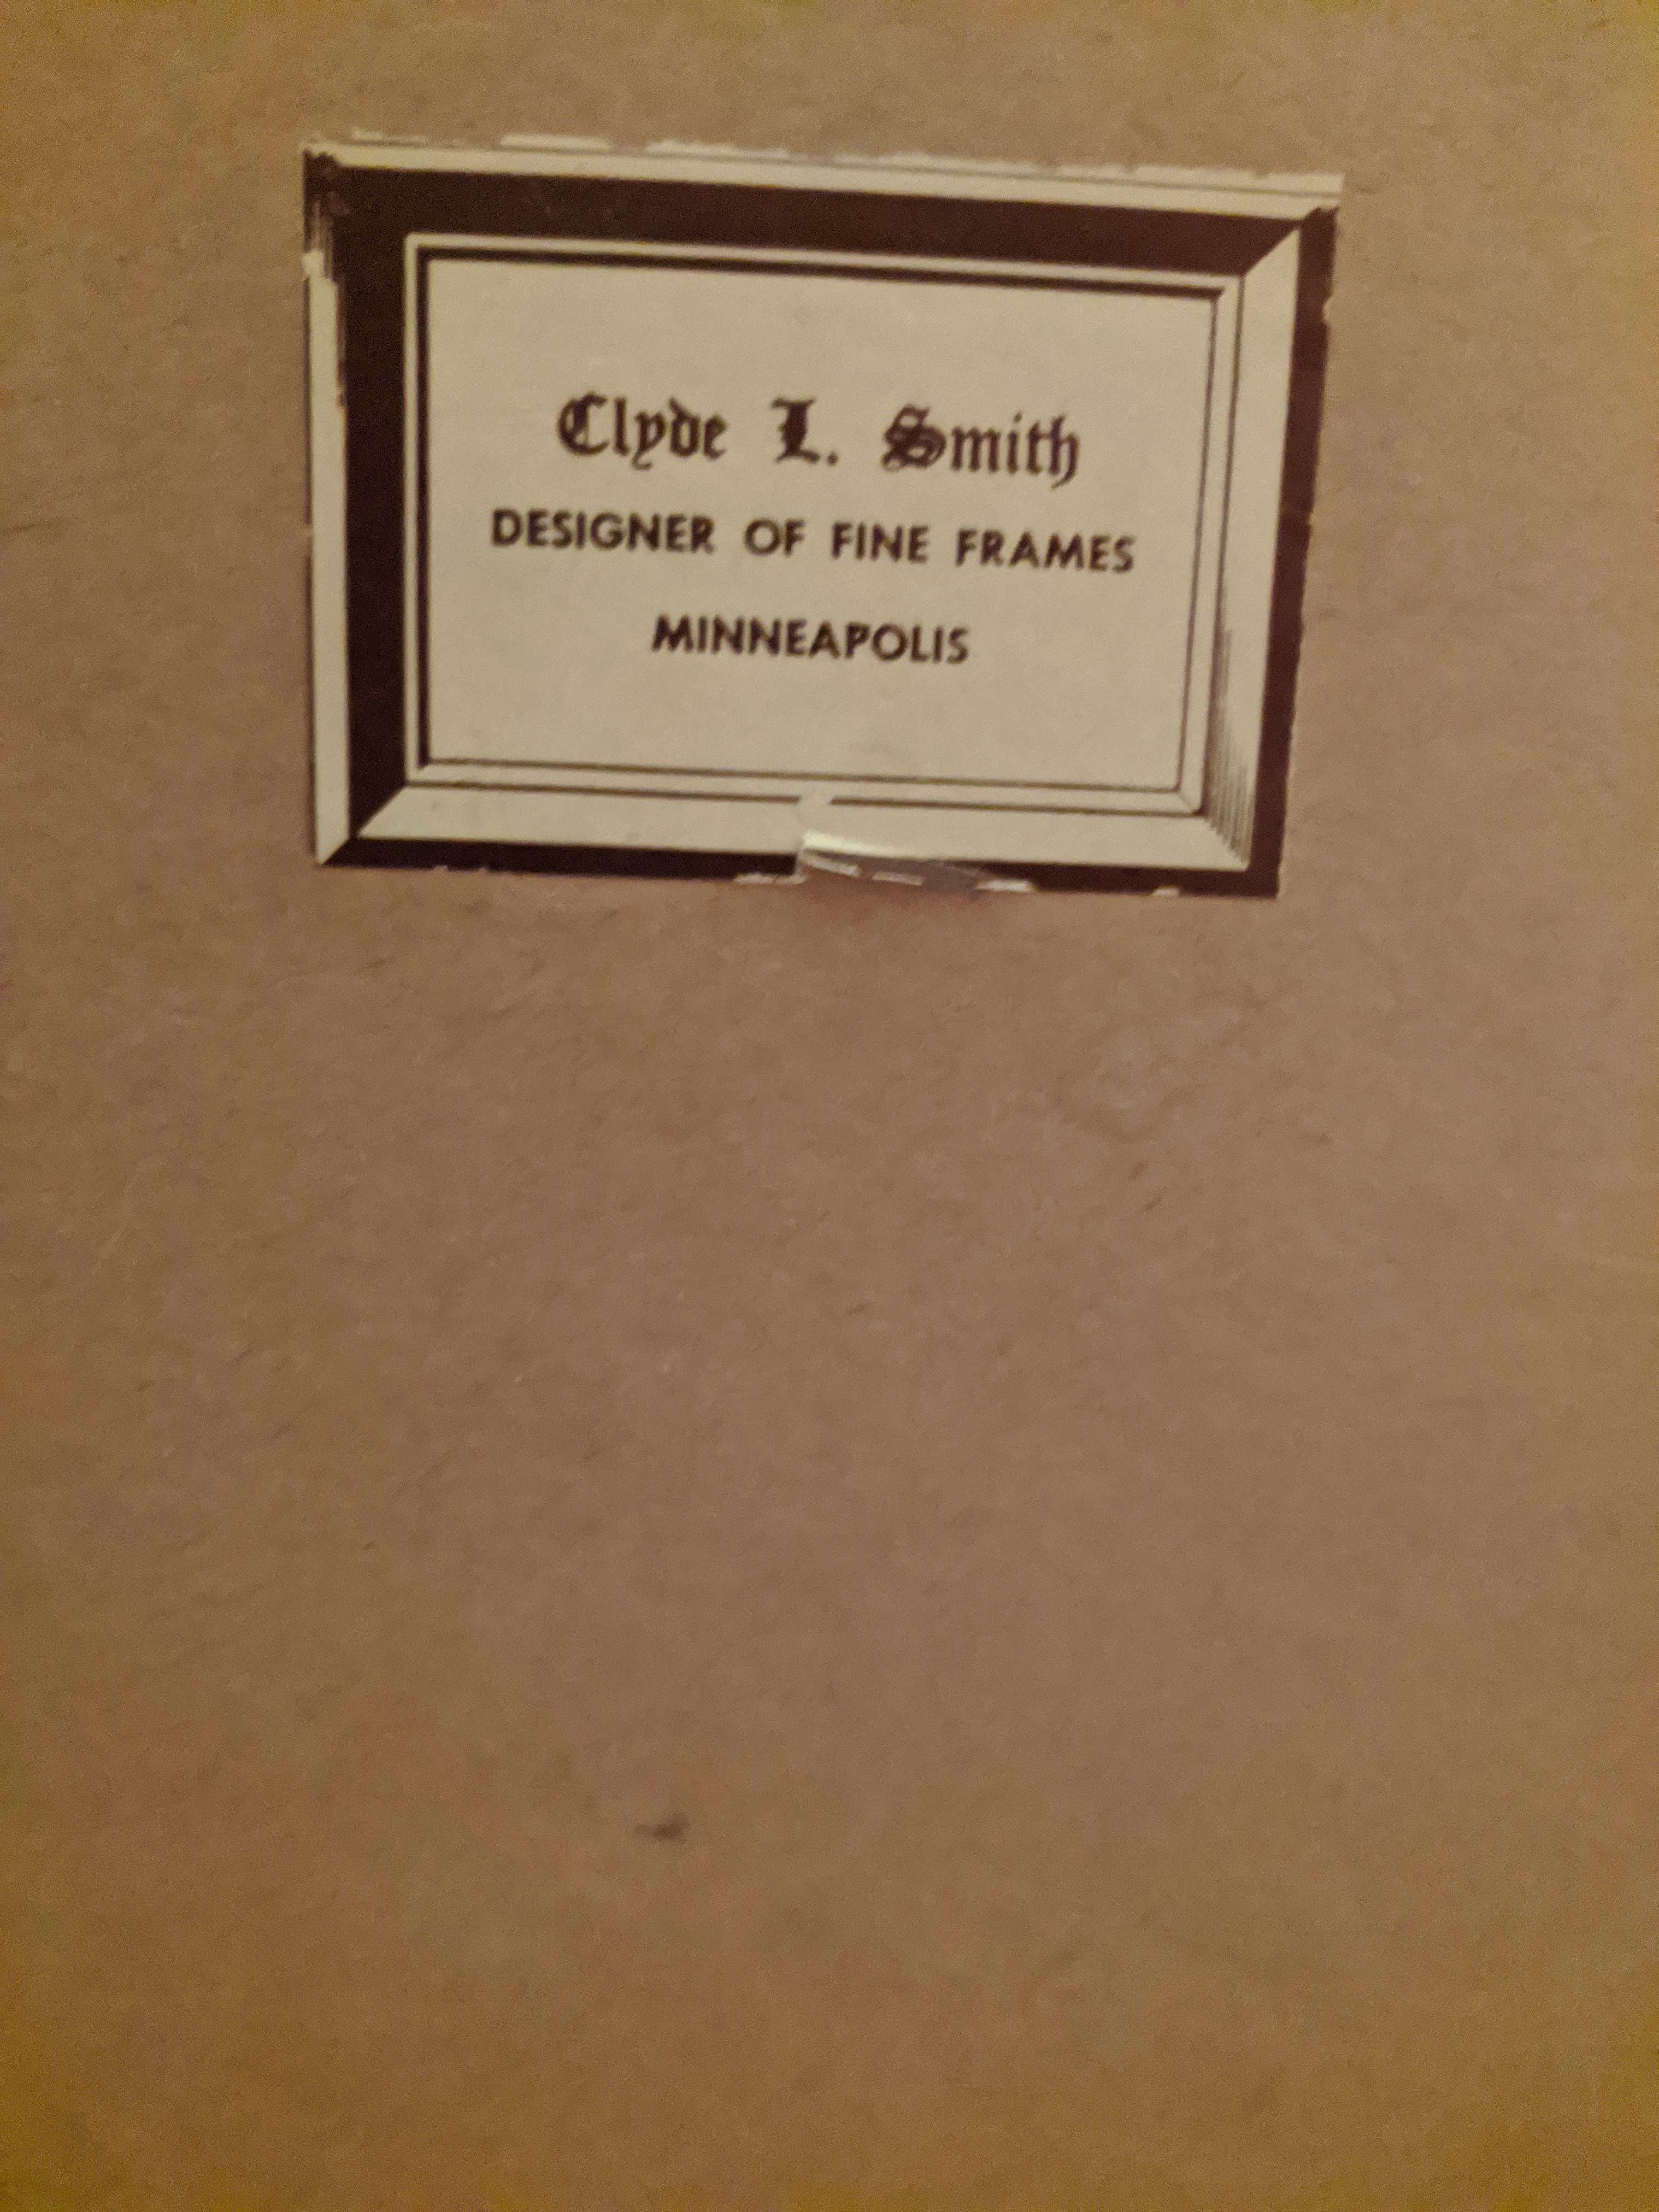 Clyde L. Smith
DESIGNER OF FINE FRAMES
MINNEAPOLIS